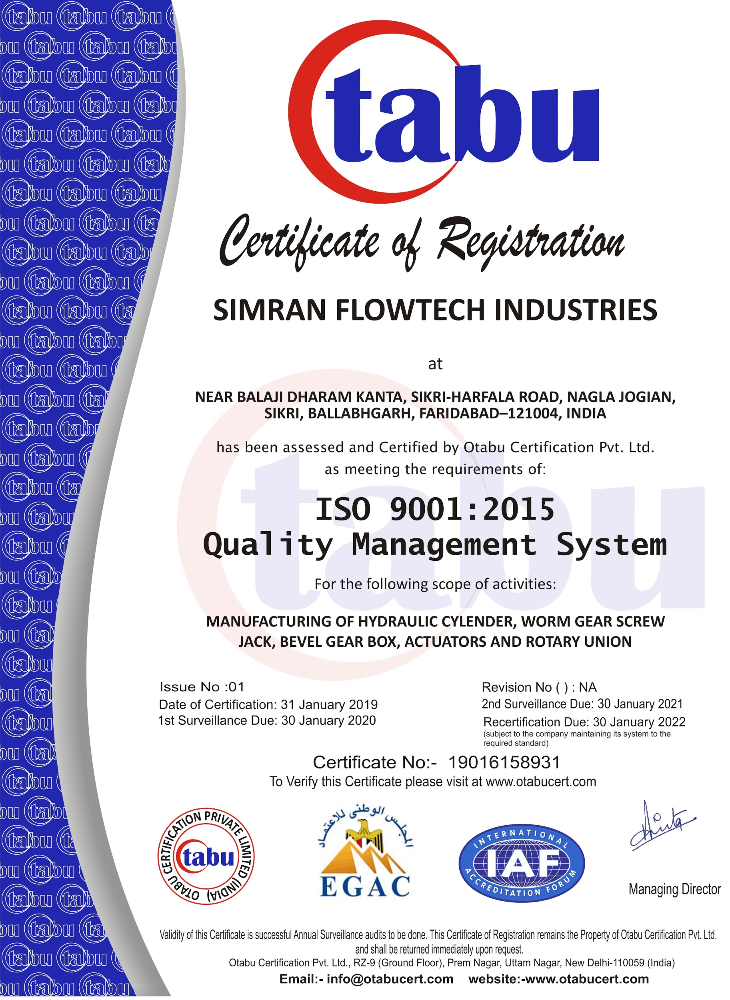 tabu
Certificate of Registration
SIMRAN FLOWTECH INDUSTRIES
at
NEAR BALAJI DHARAM KANTA, SIKRI-HARFALA ROAD, NAGLA JOGIAN,
SIKRI, BALLABHGARH, FARIDABAD–121004, INDIA
has been assessed and Certified by Otabu Certification Pvt. Ltd.
as meeting the requirements of:
ISO 9001:2015
Quality Management System
For the following scope of activities:
MANUFACTURING OF HYDRAULIC CYLENDER, WORM GEAR SCREW
JACK, BEVEL GEAR BOX, ACTUATORS AND ROTARY UNION
Issue No :01
Date of Certification: 31 January 2019
1st Surveillance Due: 30 January 2020
Revision No ( ) : NA
2nd Surveillance Due: 30 January 2021
Recertification Due: 30 January 2022
(subject to the company maintaining its system to the
required standard)
Certificate No:- 19016158931
To Verify this Certificate please visit at www.otabucert.com
OTABU CERTIFICATION PRIVATE LIMITED (INDIA)
tabu
المجلس الوطنى للاعتماد
EGAC
INTERNATIONAL
IAF
ACCREDITATION FORUM
Managing Director
Validity of this Certificate is successful Annual Surveillance audits to be done. This Certificate of Registration remains the Property of Otabu Certification Pvt. Ltd.
and shall be returned immediately upon request.
Otabu Certification Pvt. Ltd., RZ-9 (Ground Floor), Prem Nagar, Uttam Nagar, New Delhi-110059 (India)
Email:- info@otabucert.com website:-www.otabucert.com